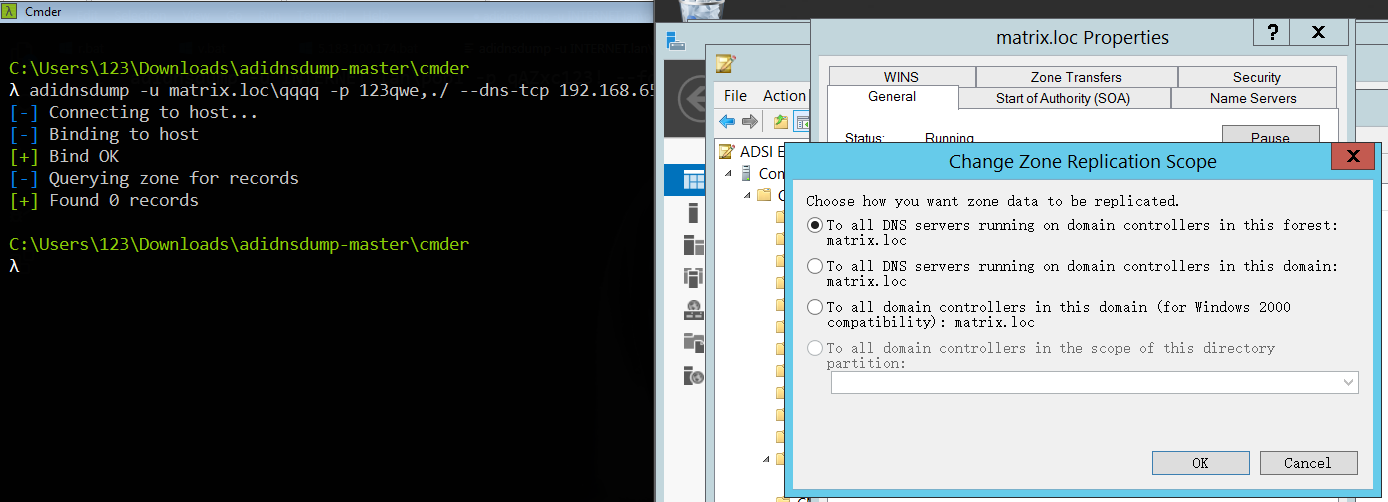 Cmder
C:\Users\123\Downloads\adidnsdump-master\cmder
λ adidnsdump -u matrix.loc\qqqq -p 123qwe,./ --dns-tcp 192.168.65
[-] Connecting to host...
[-] Binding to host
[+] Bind OK
[-] Querying zone for records
[+] Found 0 records
C:\Users\123\Downloads\adidnsdump-master\cmder
λ
File Action
ADSI E
Con
matrix.loc Properties
? X
WINS Zone Transfers Security
General Start of Authority (SOA) Name Servers
Status: Running Pause
Change Zone Replication Scope
X
Choose how you want zone data to be replicated.
To all DNS servers running on domain controllers in this forest:
matrix.loc
To all DNS servers running on domain controllers in this domain:
matrix.loc
To all domain controllers in this domain (for Windows 2000
compatibility): matrix.loc
To all domain controllers in the scope of this directory
partition:
OK Cancel